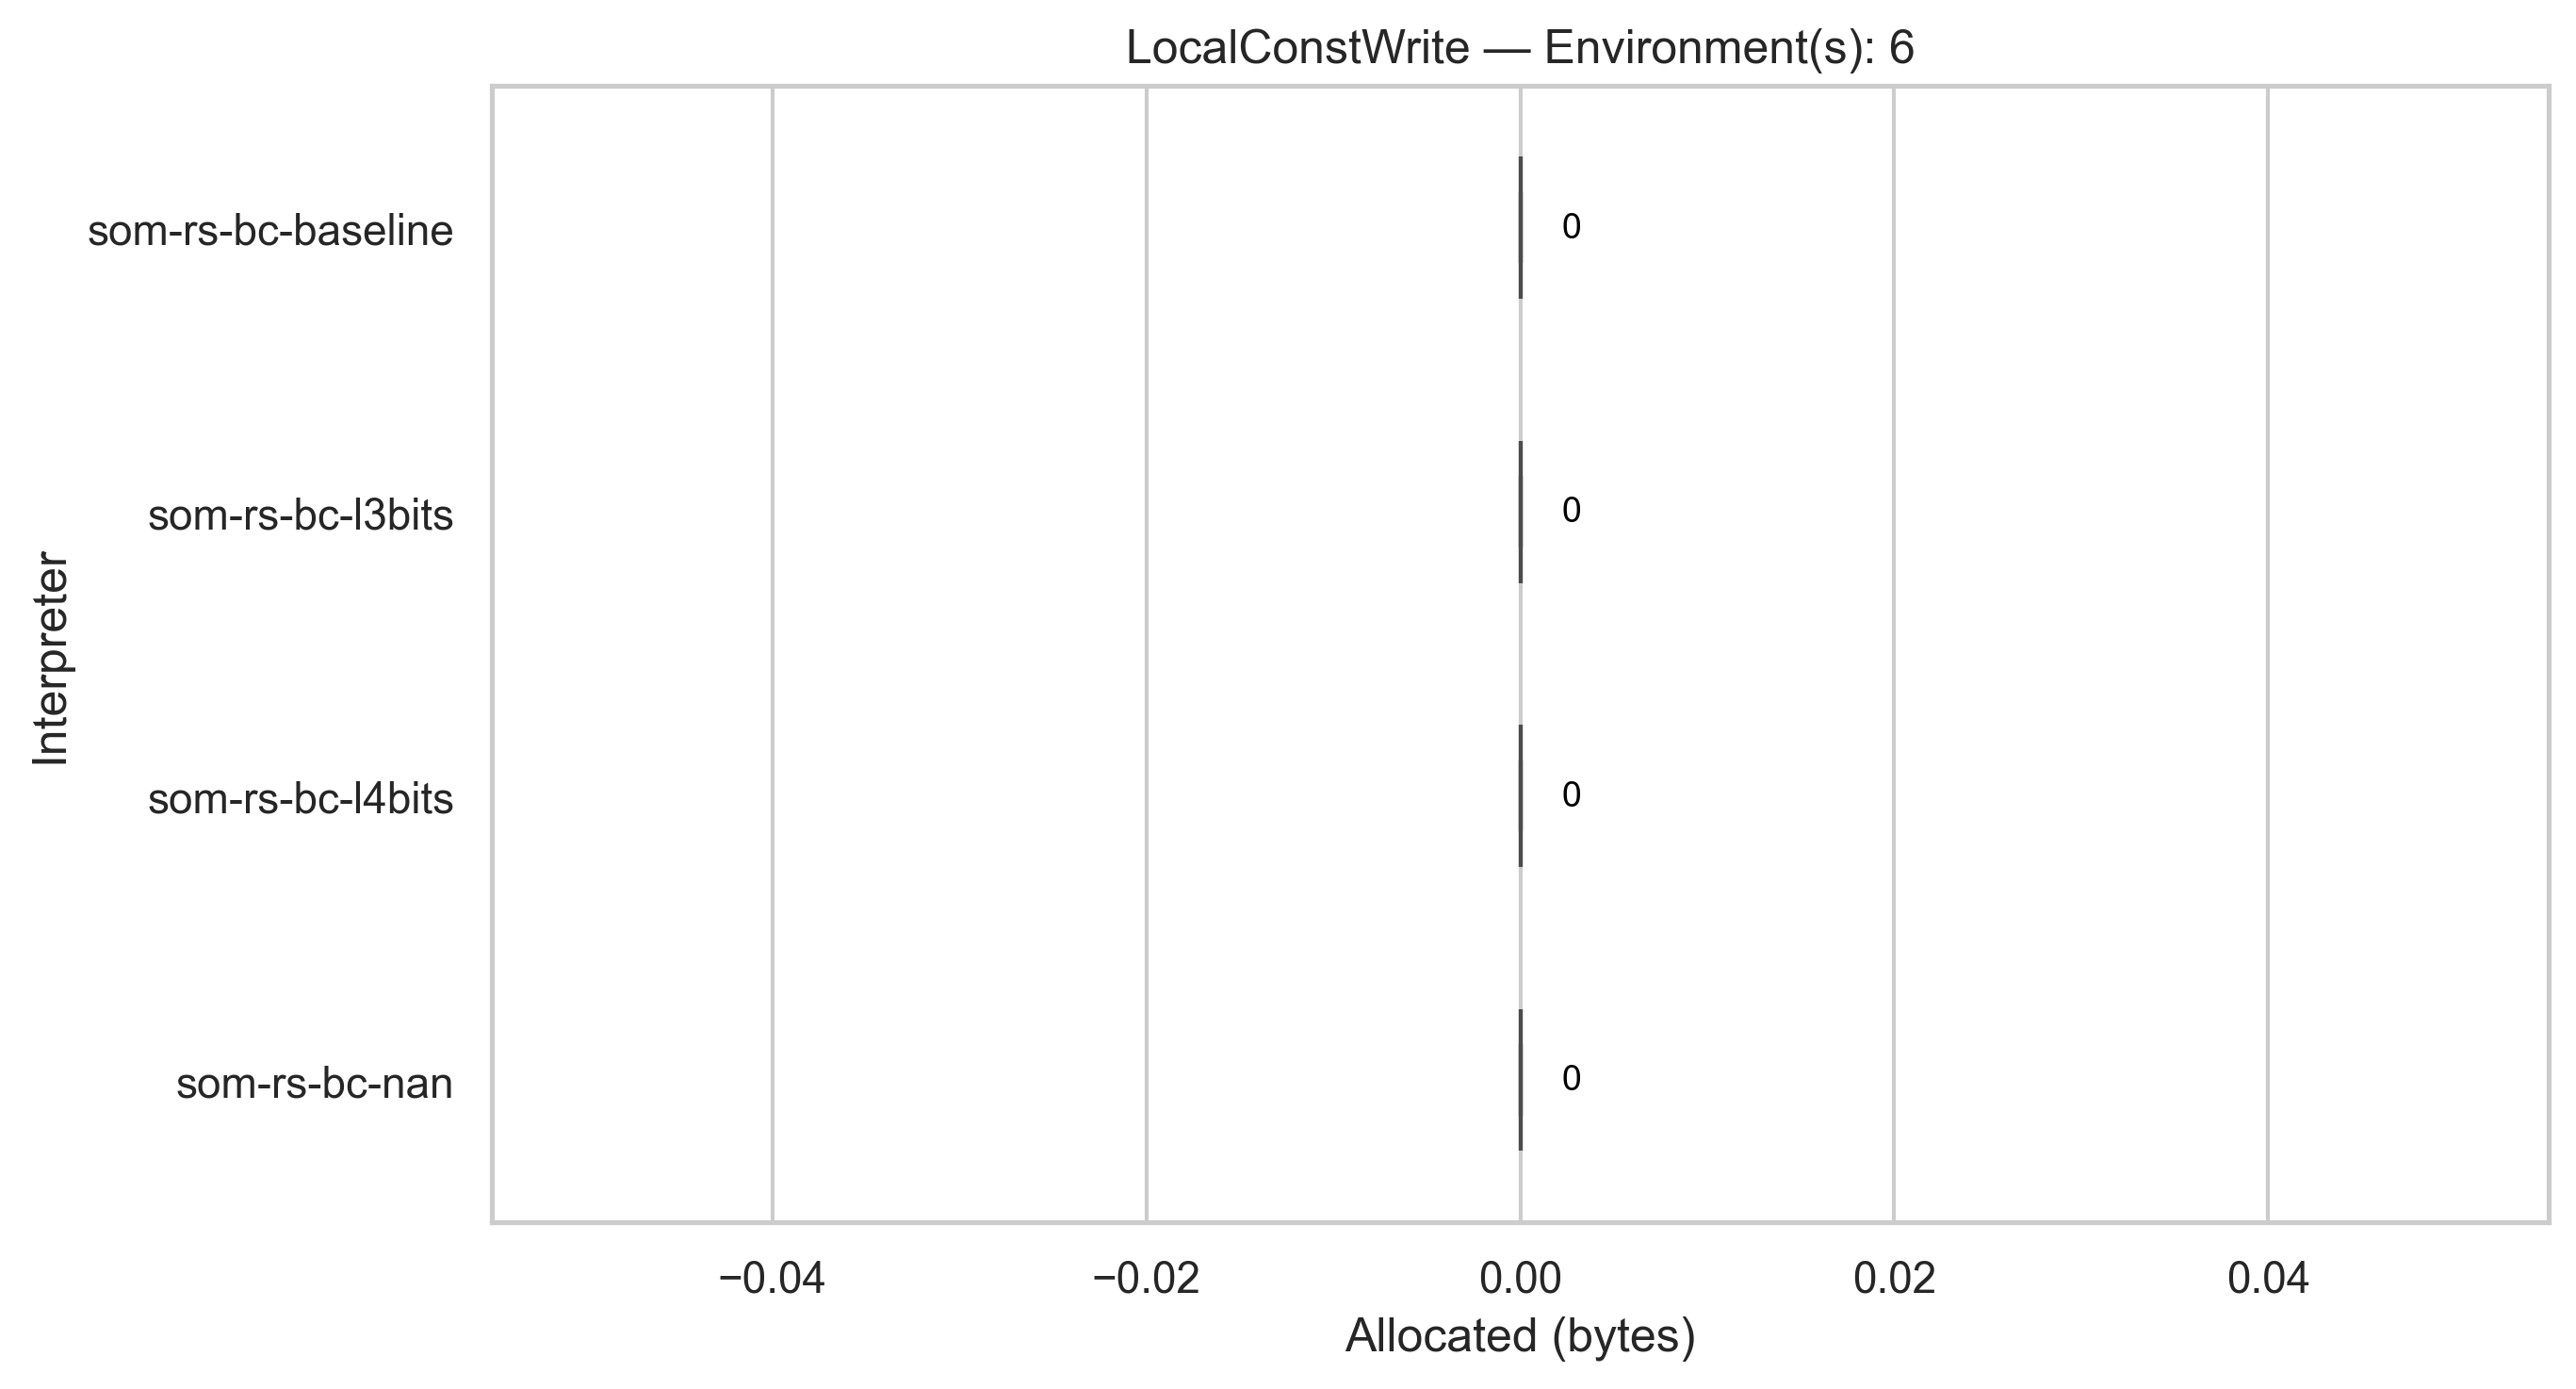 LocalConstWrite — Environment(s): 6
som-rs-bc-baseline
0
som-rs-bc-l3bits
0
som-rs-bc-l4bits
0
som-rs-bc-nan
0
Interpreter
−0.04
−0.02
0.00
0.02
0.04
Allocated (bytes)